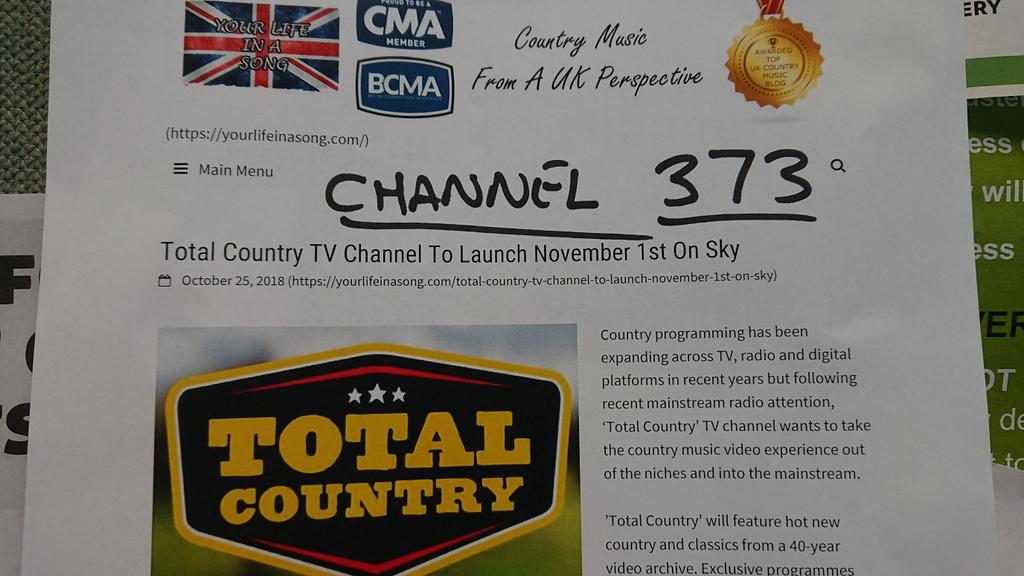 YOUR LIFE
IN A
SONG
PROUD TO BE A
CMA
MEMBER
BCMA
Country Music
From A UK Perspective
AWARDED
TOP
UK COUNTRY
MUSIC
BLOG
(https://yourlifeinasong.com/)
Main Menu
CHANNEL 373
Total Country TV Channel To Launch November 1st On Sky
October 25, 2018 (https://yourlifeinasong.com/total-country-tv-channel-to-launch-november-1st-on-sky)
TOTAL
COUNTRY
Country programming has been
expanding across TV, radio and digital
platforms in recent years but following
recent mainstream radio attention,
‘Total Country’ TV channel wants to take
the country music video experience out
of the niches and into the mainstream.
’Total Country’ will feature hot new
country and classics from a 40-year
video archive. Exclusive programmes
ERY
ess
will
ess